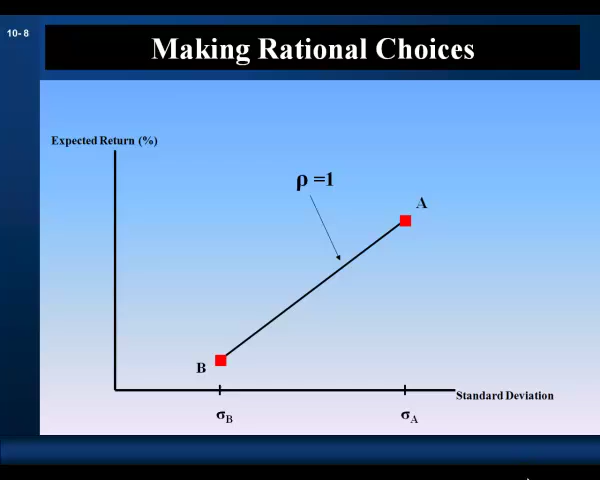 10- 8
Making Rational Choices
Expected Return (%)
ρ =1
A
B
Standard Deviation
σB
σA